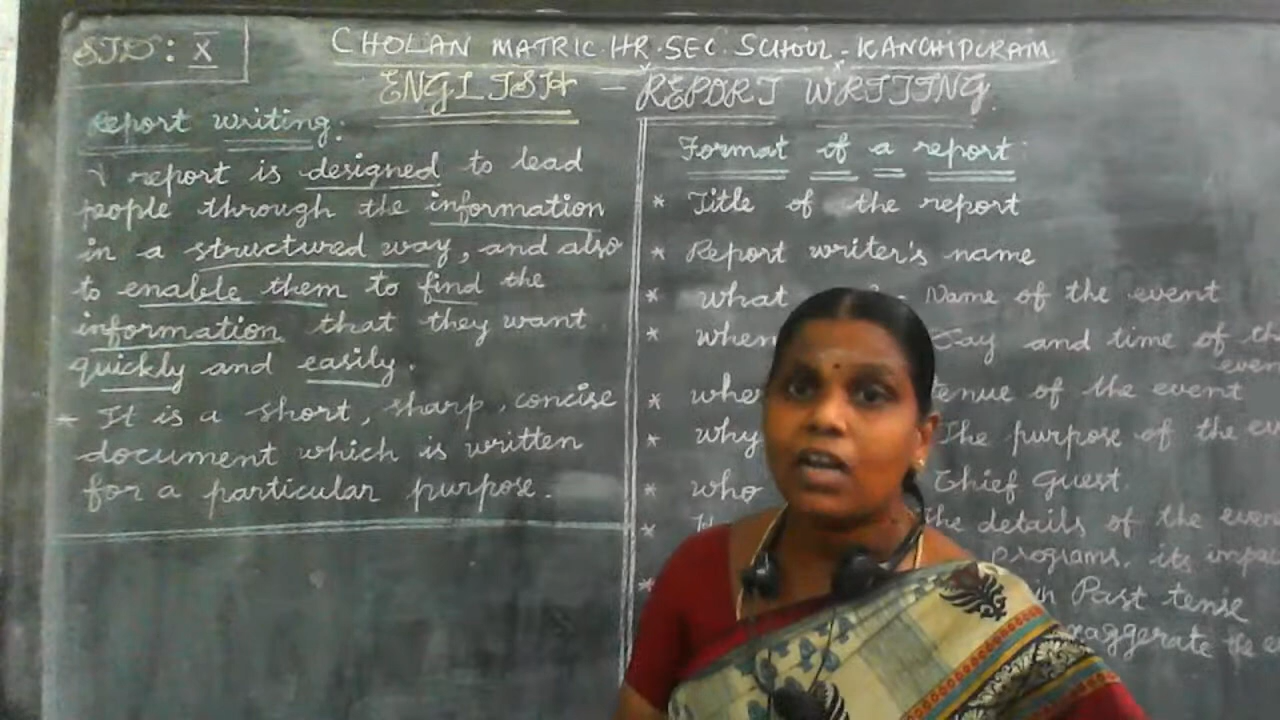 STD: X
CHOLAN MATRIC HR. SEC. SCHOOL - KANCHIPURAM
ENGLISH - REPORT WRITING.
Report writing:
A report is designed to lead
people through the information
in a structured way, and also
to enable them to find the
information that they want
quickly and easily.
- It is a short, sharp, concise
document which is written
for a particular purpose.
Format of a report:
* Title of the report
* Report writer's name
* What - Name of the event
* when Day and time of the
event
* Venue of the event
* why The purpose of the
* who Chief Guest.
* the details of the
programs, its
* in Past tense
the